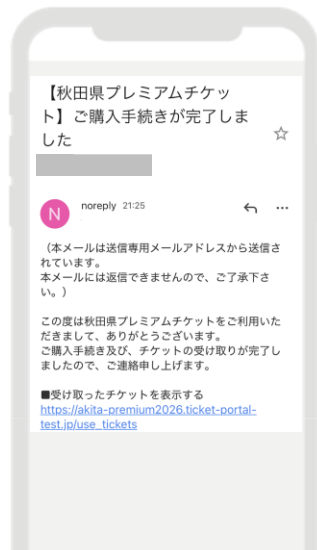 【秋田県プレミアムチケッ
ト】ご購入手続きが完了しま
した
N
noreply 21:25
（本メールは送信専用メールアドレスから送信さ
れています。
本メールには返信できませんので、ご了承下さ
い。）
この度は秋田県プレミアムチケットをご利用いた
だきまして、ありがとうございます。
ご購入手続き及び、チケットの受け取りが完了し
ましたので、ご連絡申し上げます。
■受け取ったチケットを表示する
https://akita-premium2026.ticket-portal-
test.jp/use_tickets